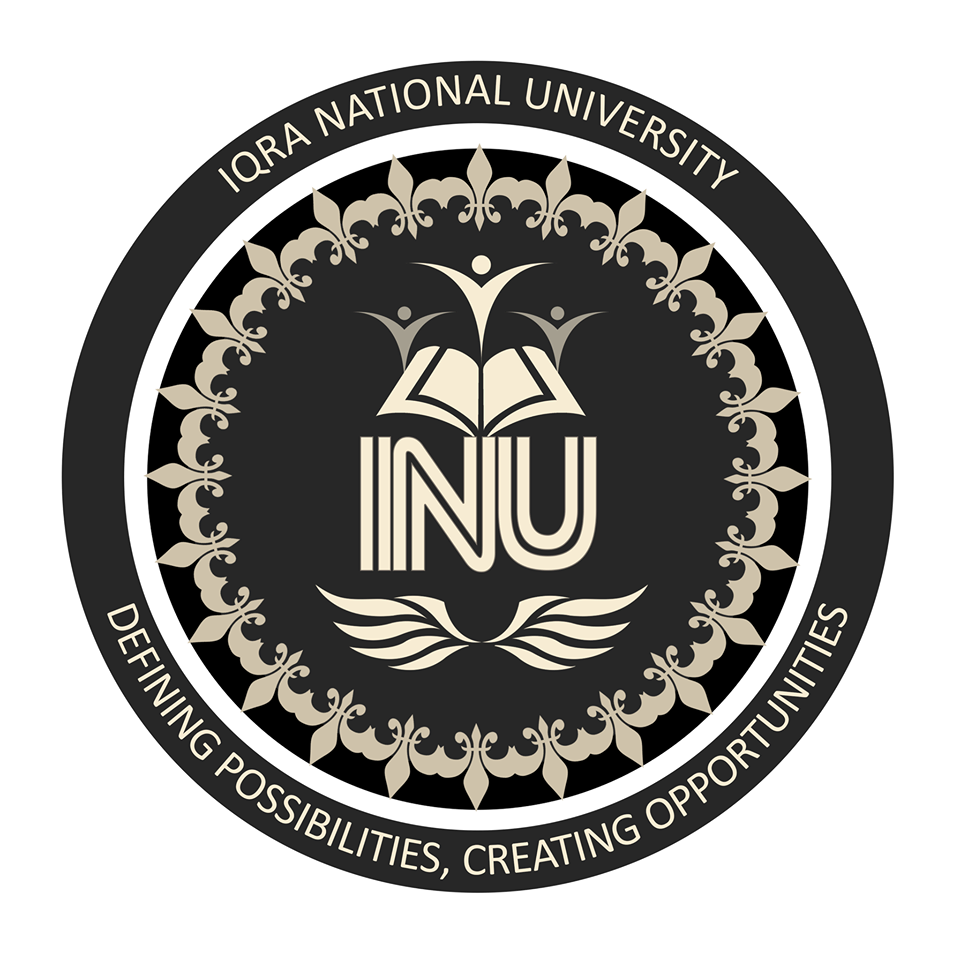 IQRA NATIONAL UNIVERSITY
INU
DEFINING POSSIBILITIES, CREATING OPPORTUNITIES